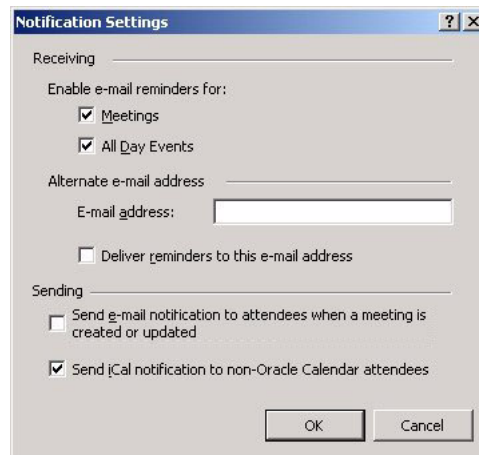 Notification Settings
Receiving
Enable e-mail reminders for:
Meetings
All Day Events
Alternate e-mail address
E-mail address:
Deliver reminders to this e-mail address
Sending
Send e-mail notification to attendees when a meeting is
created or updated
Send iCal notification to non-Oracle Calendar attendees
OK Cancel